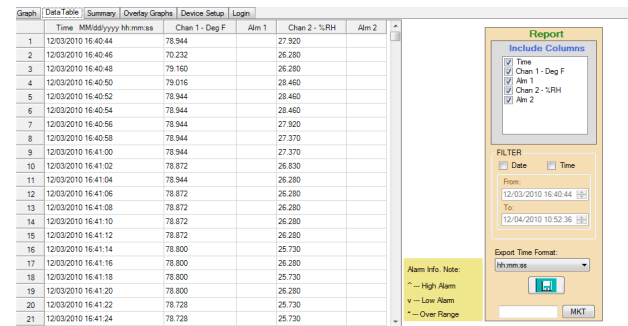 Graph Data Table Summary Overlay Graphs Device Setup Login
Time MM/dd/yyyy hh:mm:ss Chan 1 - Deg F Alm 1 Chan 2 - %RH Alm 2
1 12/03/2010 16:40:44 78.944 27.920
2 12/03/2010 16:40:46 70.232 26.280
3 12/03/2010 16:40:48 79.160 26.280
4 12/03/2010 16:40:50 79.016 28.460
5 12/03/2010 16:40:52 78.944 28.460
6 12/03/2010 16:40:54 78.944 28.460
7 12/03/2010 16:40:56 78.944 27.920
8 12/03/2010 16:40:58 78.944 27.370
9 12/03/2010 16:41:00 78.944 27.370
10 12/03/2010 16:41:02 78.872 26.830
11 12/03/2010 16:41:04 78.944 26.280
12 12/03/2010 16:41:06 78.872 26.280
13 12/03/2010 16:41:08 78.872 26.280
14 12/03/2010 16:41:10 78.872 26.280
15 12/03/2010 16:41:12 78.872 26.280
16 12/03/2010 16:41:14 78.800 25.730
17 12/03/2010 16:41:16 78.800 26.280
18 12/03/2010 16:41:18 78.800 25.730
19 12/03/2010 16:41:20 78.800 26.280
20 12/03/2010 16:41:22 78.728 25.730
21 12/03/2010 16:41:24 78.728 25.730
Alarm Info. Note:
^ --- High Alarm
v --- Low Alarm
* --- Over Range
Report
Include Columns
Time
Chan 1 - Deg F
Alm 1
Chan 2 - %RH
Alm 2
FILTER
Date Time
From:
12/03/2010 16:40:44
To:
12/04/2010 10:52:36
Export Time Format:
hh:mm:ss
MKT